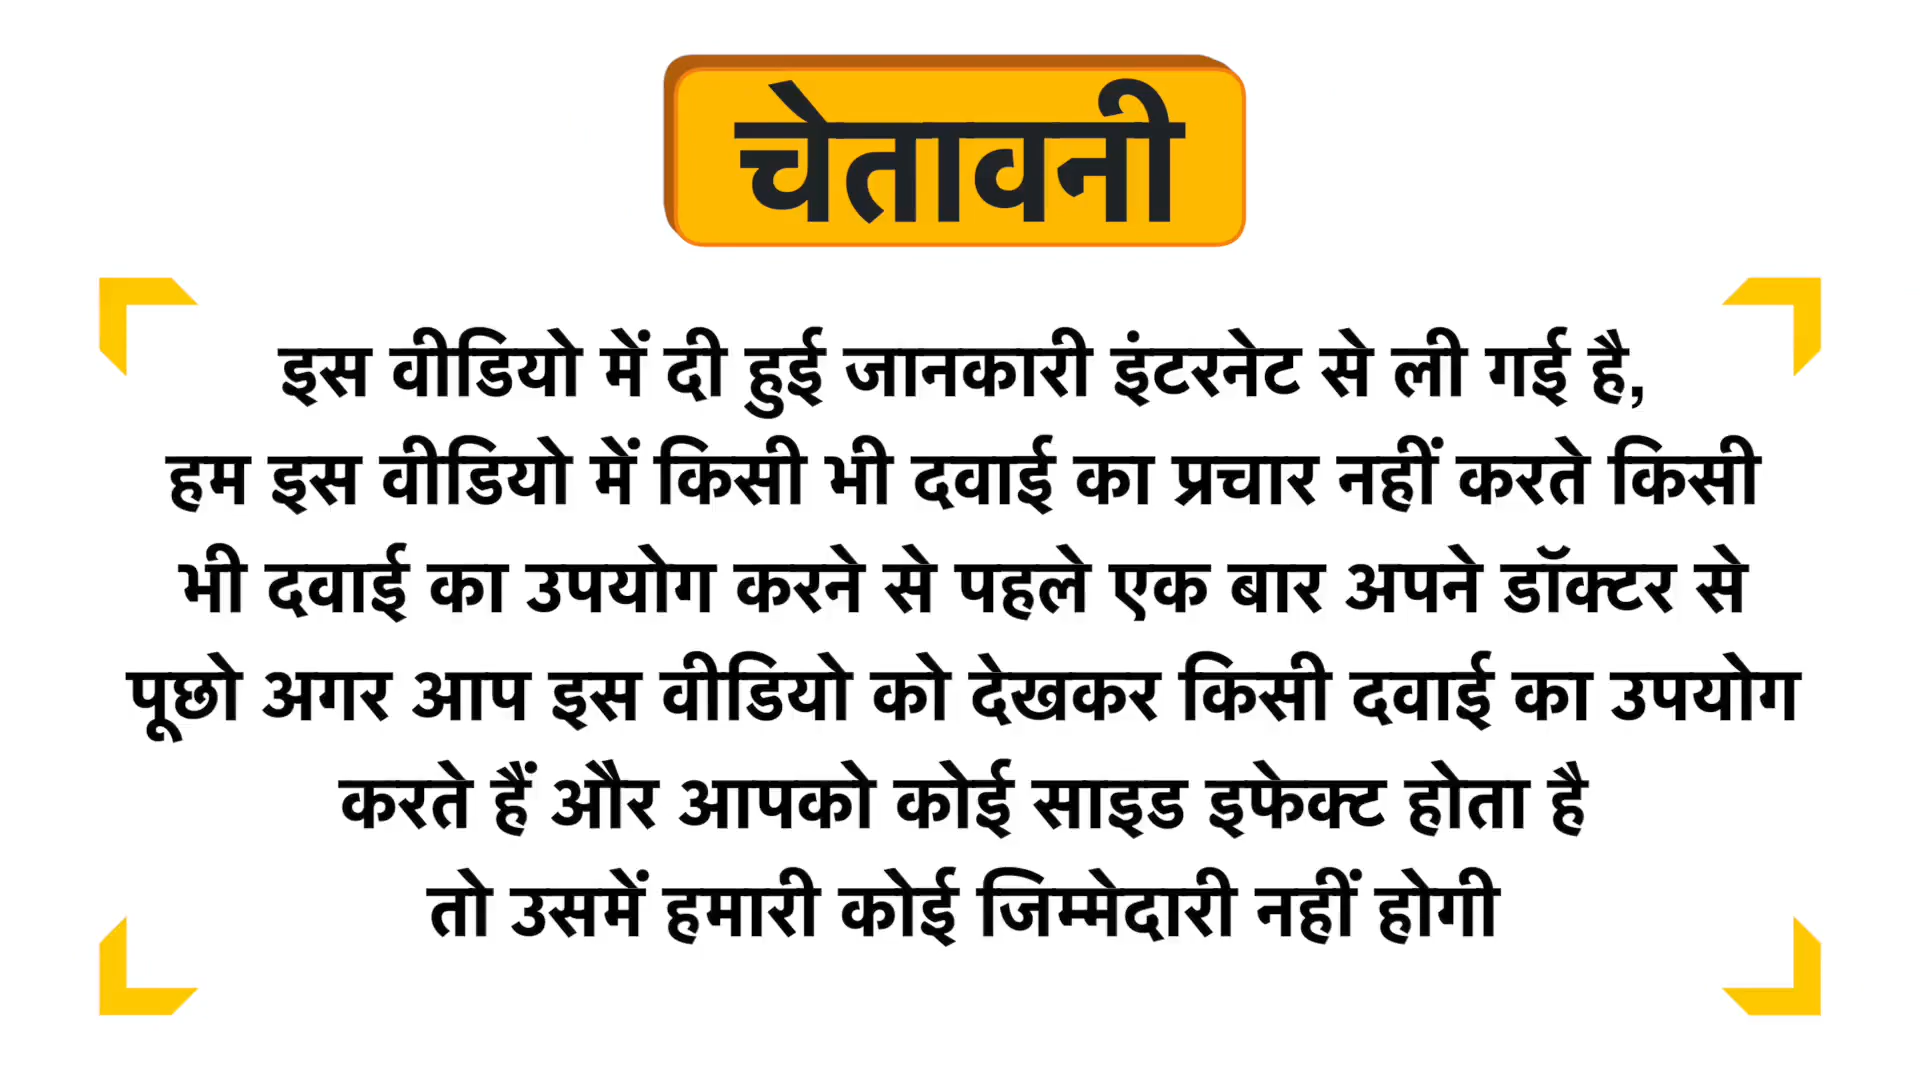 चेतावनी
इस वीडियो में दी हुई जानकारी इंटरनेट से ली गई है,
हम इस वीडियो में किसी भी दवाई का प्रचार नहीं करते किसी
भी दवाई का उपयोग करने से पहले एक बार अपने डॉक्टर से
पूछो अगर आप इस वीडियो को देखकर किसी दवाई का उपयोग
करते हैं और आपको कोई साइड इफेक्ट होता है
तो उसमें हमारी कोई जिम्मेदारी नहीं होगी